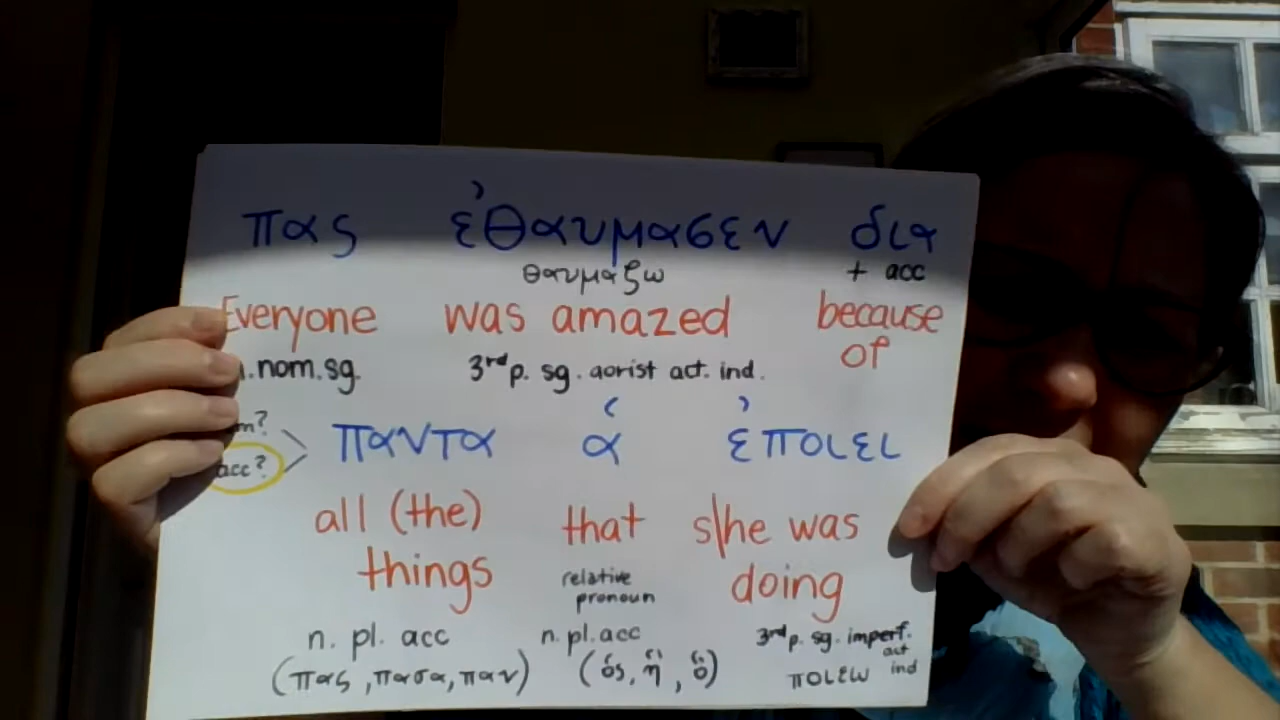 πας ἐθαυμασεν δια
θαυμαζω + acc
Everyone was amazed because
of
.nom.sg. 3rd p. sg. aorist act. ind.
παντα ἁ ἐποιει
acc?
all (the) that s|he was
things doing
relative
pronoun
n. pl. acc n. pl. acc 3rd p. sg. imperf.
act
ind
(πας, πασα, παν) (ὁς, ἡ, ὁ) ποιεω